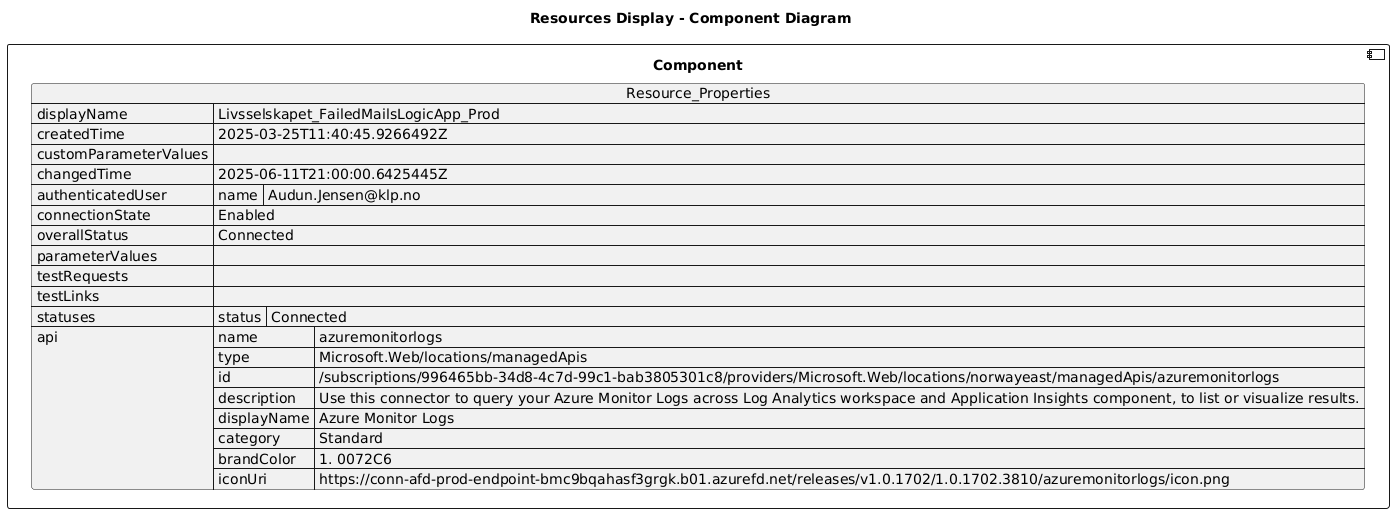 Resources Display - Component Diagram
Component
Resource_Properties
displayName Livsselskapet_FailedMailsLogicApp_Prod
createdTime 2025-03-25T11:40:45.9266492Z
customParameterValues
changedTime 2025-06-11T21:00:00.6425445Z
authenticatedUser name Audun.Jensen@klp.no
connectionState Enabled
overallStatus Connected
parameterValues
testRequests
testLinks
statuses status Connected
api name azuremonitorlogs
type Microsoft.Web/locations/managedApis
id /subscriptions/996465bb-34d8-4c7d-99c1-bab3805301c8/providers/Microsoft.Web/locations/norwayeast/managedApis/azuremonitorlogs
description Use this connector to query your Azure Monitor Logs across Log Analytics workspace and Application Insights component, to list or visualize results.
displayName Azure Monitor Logs
category Standard
brandColor 1. 0072C6
iconUri https://conn-afd-prod-endpoint-bmc9bqahasf3grgk.b01.azurefd.net/releases/v1.0.1702/1.0.1702.3810/azuremonitorlogs/icon.png